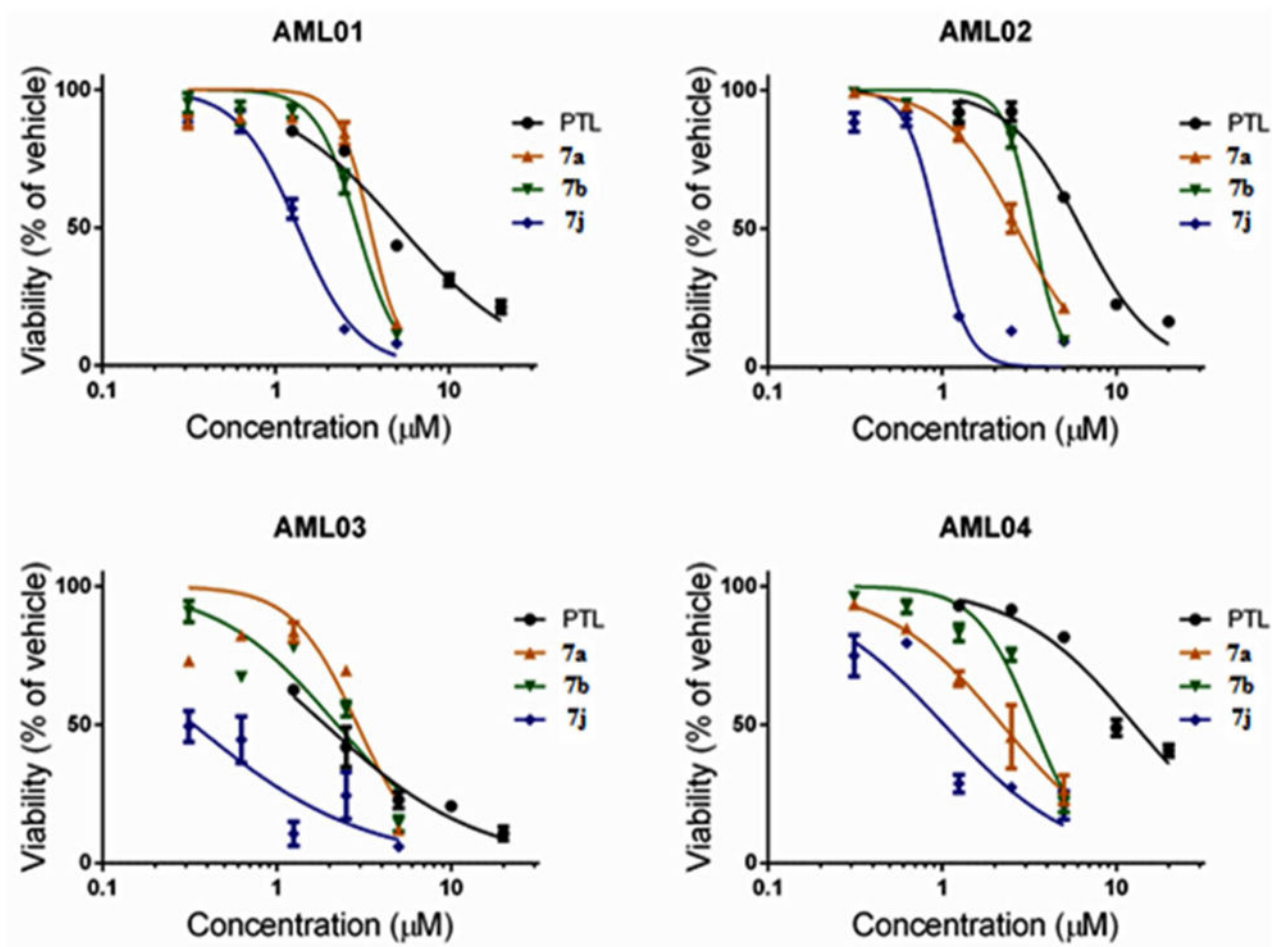 AML01
Viability (% of vehicle)
100
50
0
0.1 1 10
Concentration (µM)
PTL
7a
7b
7j
AML02
Viability (% of vehicle)
100
50
0
0.1 1 10
Concentration (µM)
PTL
7a
7b
7j
AML03
Viability (% of vehicle)
100
50
0
0.1 1 10
Concentration (µM)
PTL
7a
7b
7j
AML04
Viability (% of vehicle)
100
50
0
0.1 1 10
Concentration (µM)
PTL
7a
7b
7j